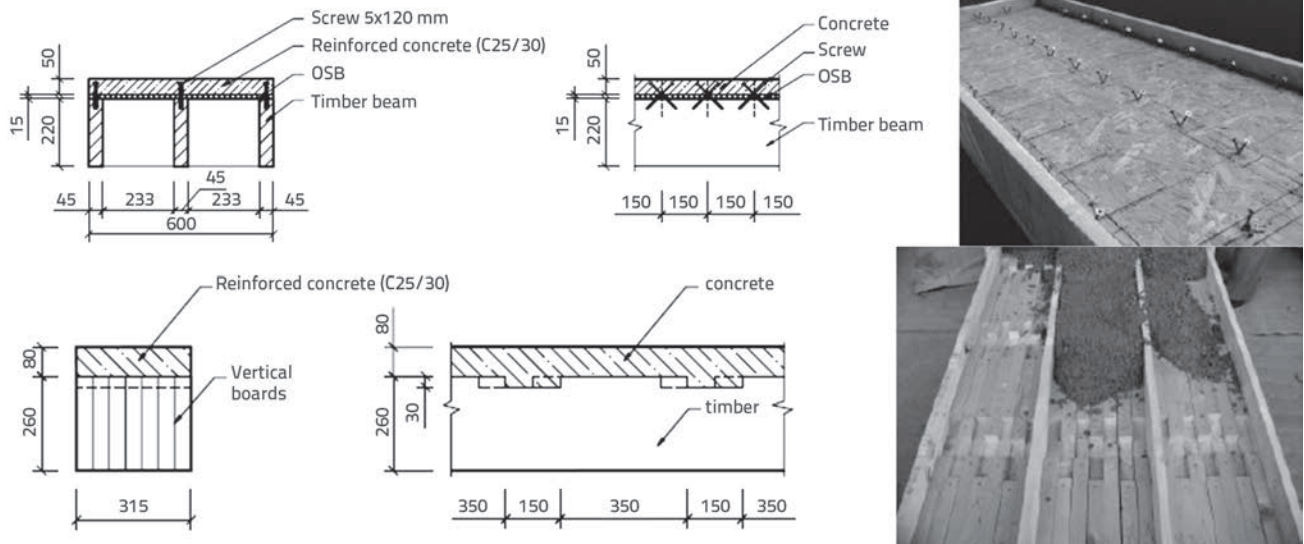 Screw 5x120 mm
Reinforced concrete (C25/30)
OSB
Timber beam
50
15
220
45
45
233
233
45
600
Concrete
Screw
OSB
Timber beam
50
15
220
150
150
150
150
Reinforced concrete (C25/30)
Vertical
boards
80
260
315
concrete
timber
80
260
30
350
150
350
150
350